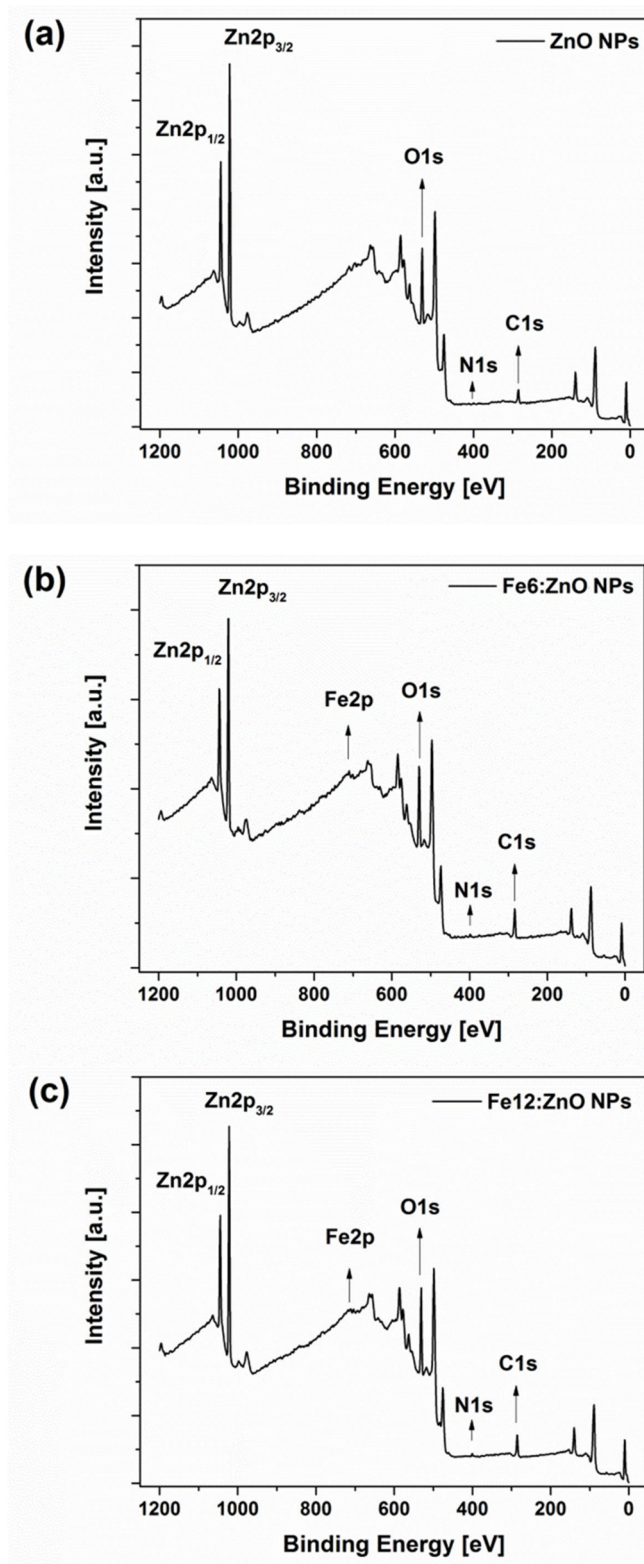 (a)
Zn2p3/2
ZnO NPs
Zn2p1/2
O1s
Intensity [a.u.]
C1s
N1s
1200 1000 800 600 400 200 0
Binding Energy [eV]
(b)
Zn2p3/2
Fe6:ZnO NPs
Zn2p1/2
Fe2p
O1s
Intensity [a.u.]
C1s
N1s
1200 1000 800 600 400 200 0
Binding Energy [eV]
(c)
Zn2p3/2
Fe12:ZnO NPs
Zn2p1/2
O1s
Fe2p
Intensity [a.u.]
N1s
C1s
1200 1000 800 600 400 200 0
Binding Energy [eV]